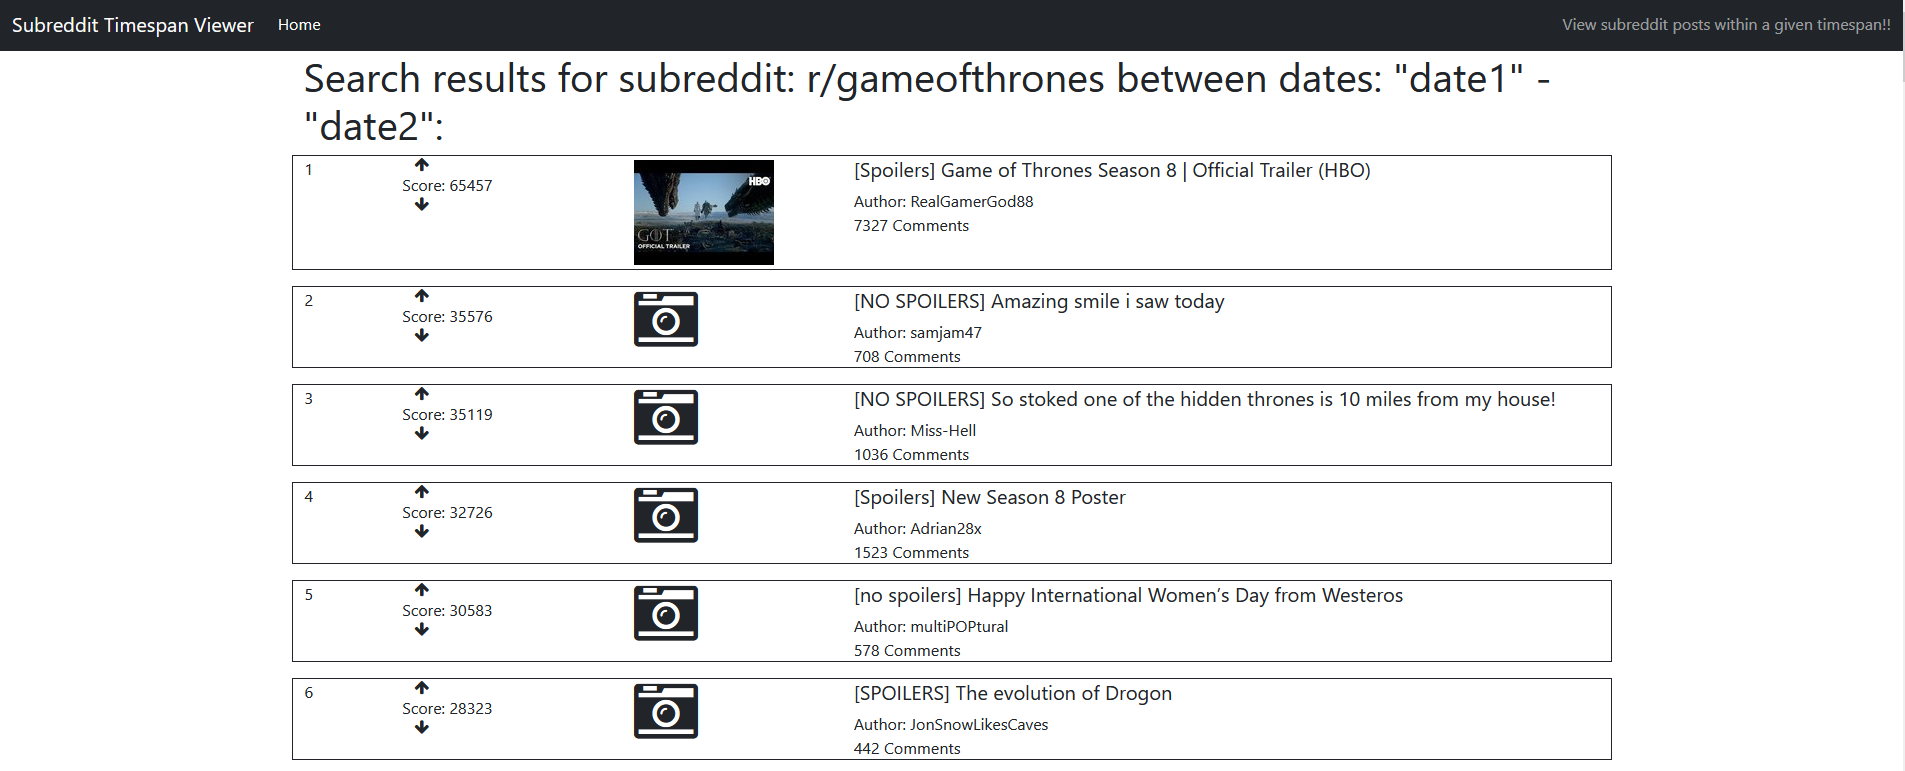 Subreddit Timespan Viewer Home View subreddit posts within a given timespan!!
Search results for subreddit: r/gameofthrones between dates: "date1" -
"date2":
1
Score: 65457
HBO
GOT
OFFICIAL TRAILER
[Spoilers] Game of Thrones Season 8 | Official Trailer (HBO)
Author: RealGamerGod88
7327 Comments
2
Score: 35576
[NO SPOILERS] Amazing smile i saw today
Author: samjam47
708 Comments
3
Score: 35119
[NO SPOILERS] So stoked one of the hidden thrones is 10 miles from my house!
Author: Miss-Hell
1036 Comments
4
Score: 32726
[Spoilers] New Season 8 Poster
Author: Adrian28x
1523 Comments
5
Score: 30583
[no spoilers] Happy International Women’s Day from Westeros
Author: multiPOPtural
578 Comments
6
Score: 28323
[SPOILERS] The evolution of Drogon
Author: JonSnowLikesCaves
442 Comments